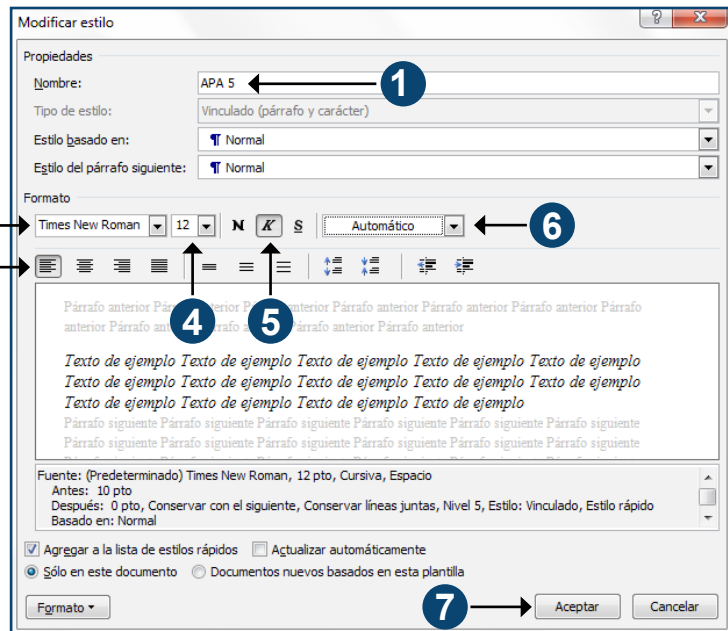 Modificar estilo
Propiedades
Nombre: APA 5 1
Tipo de estilo: Vinculado (párrafo y carácter)
Estilo basado en: ¶ Normal
Estilo del párrafo siguiente: ¶ Normal
Formato
Times New Roman 12 N K S Automático 6
4 5
Párrafo anterior Párrafo anterior Párrafo anterior Párrafo anterior Párrafo
anterior Párrafo anterior Párrafo anterior Párrafo anterior Párrafo anterior
Texto de ejemplo Texto de ejemplo Texto de ejemplo Texto de ejemplo Texto de ejemplo
Texto de ejemplo Texto de ejemplo Texto de ejemplo Texto de ejemplo Texto de ejemplo
Texto de ejemplo Texto de ejemplo Texto de ejemplo Texto de ejemplo
Párrafo siguiente Párrafo siguiente Párrafo siguiente Párrafo siguiente Párrafo siguiente
Párrafo siguiente Párrafo siguiente Párrafo siguiente Párrafo siguiente Párrafo siguiente
Fuente: (Predeterminado) Times New Roman, 12 pto, Cursiva, Espacio
Antes: 10 pto
Después: 0 pto, Conservar con el siguiente, Conservar líneas juntas, Nivel 5, Estilo: Vinculado, Estilo rápido
Basado en: Normal
Agregar a la lista de estilos rápidos Actualizar automáticamente
Sólo en este documento Documentos nuevos basados en esta plantilla
Formato 7 Aceptar Cancelar